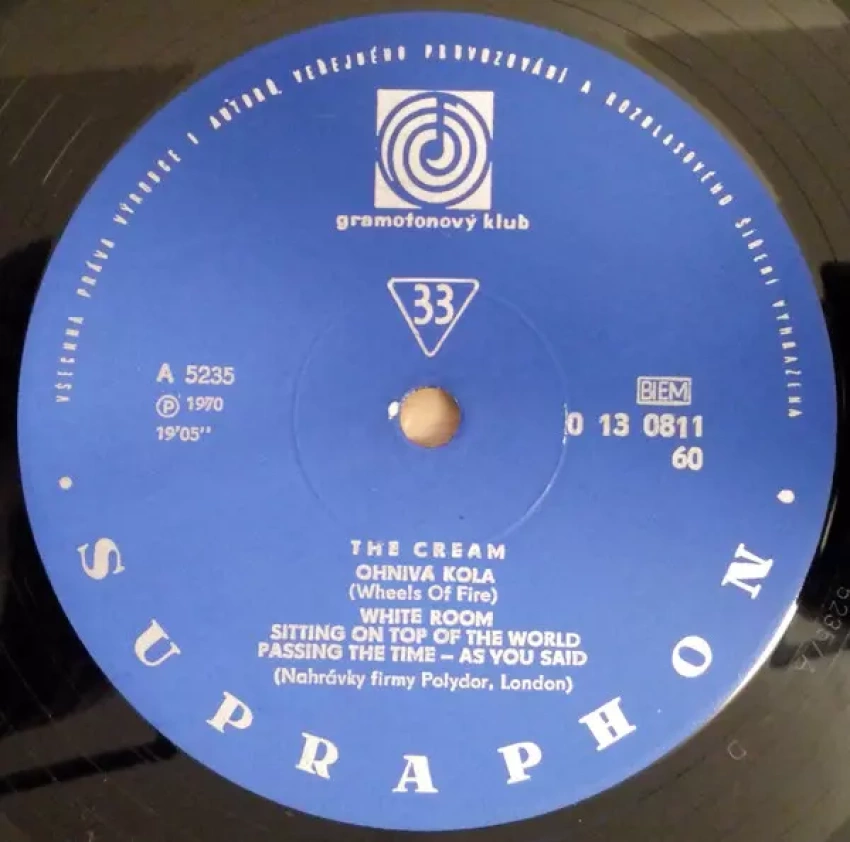 VŠECHNA PRÁVA VÝROBCE I AUTORŮ, VEŘEJNÉHO PROVOZOVÁNÍ A ROZHLASOVÉHO ŠÍŘENÍ VYHRAZENA
gramofonový klub
33
A 5235
Ⓟ 1970
19'05''
BIEM
0 13 0811
60
THE CREAM
OHNIVÁ KOLA
(Wheels Of Fire)
WHITE ROOM
SITTING ON TOP OF THE WORLD
PASSING THE TIME – AS YOU SAID
(Nahrávky firmy Polydor, London)
SUPRAPHON